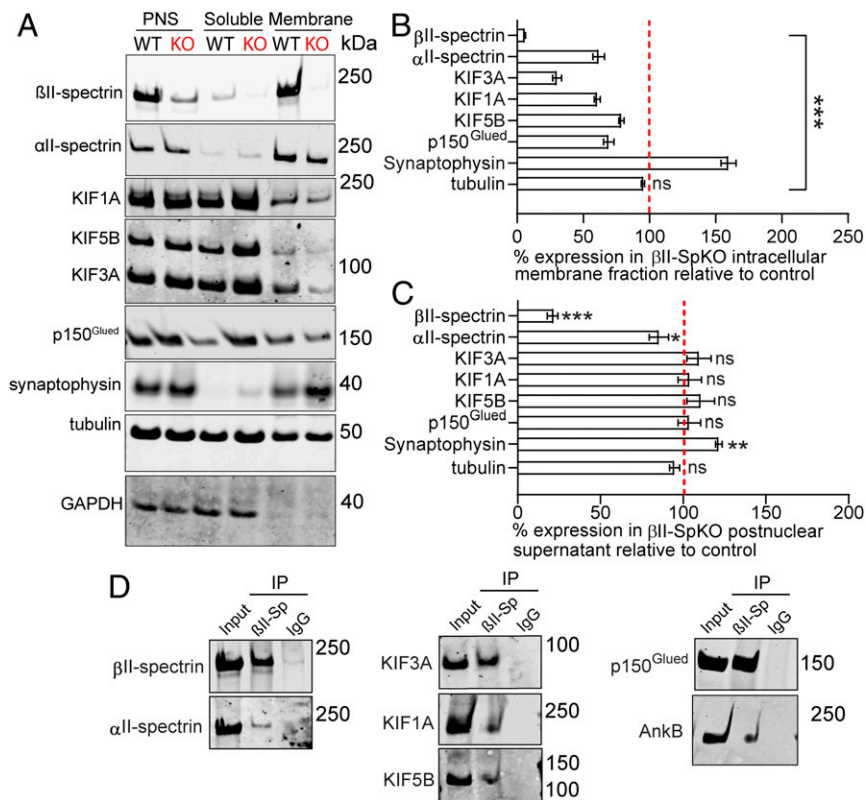 A
PNS Soluble Membrane
WT KO WT KO WT KO kDa
ßII-spectrin 250
αII-spectrin 250
KIF1A 250
KIF5B
KIF3A 100
p150Glued 150
synaptophysin 40
tubulin 50
GAPDH 40
B
βII-spectrin
αII-spectrin
KIF3A
KIF1A
KIF5B
p150Glued
Synaptophysin
tubulin ns
***
0 50 100 150 200 250
% expression in βII-SpKO intracellular
membrane fraction relative to control
C
βII-spectrin ***
αII-spectrin *
KIF3A ns
KIF1A ns
KIF5B ns
p150Glued ns
Synaptophysin **
tubulin ns
0 50 100 150 200
% expression in βII-SpKO postnuclear
supernatant relative to control
D
IP
Input ßII-Sp IgG
βII-spectrin 250
αII-spectrin 250
IP
Input ßII-Sp IgG
KIF3A 100
KIF1A 250
KIF5B 150
100
IP
Input ßII-Sp IgG
p150Glued 150
AnkB 250